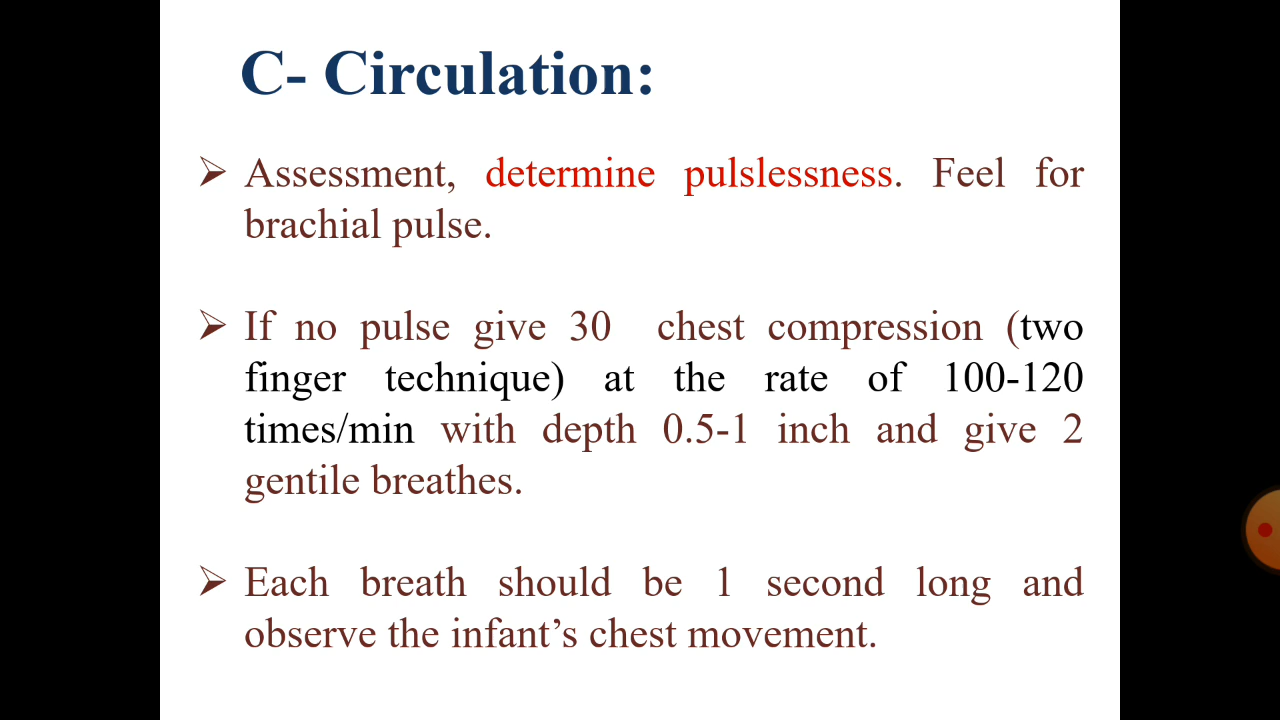 C- Circulation:
➢ Assessment, determine pulslessness. Feel for
brachial pulse.
➢ If no pulse give 30 chest compression (two
finger technique) at the rate of 100-120
times/min with depth 0.5-1 inch and give 2
gentile breathes.
➢ Each breath should be 1 second long and
observe the infant’s chest movement.